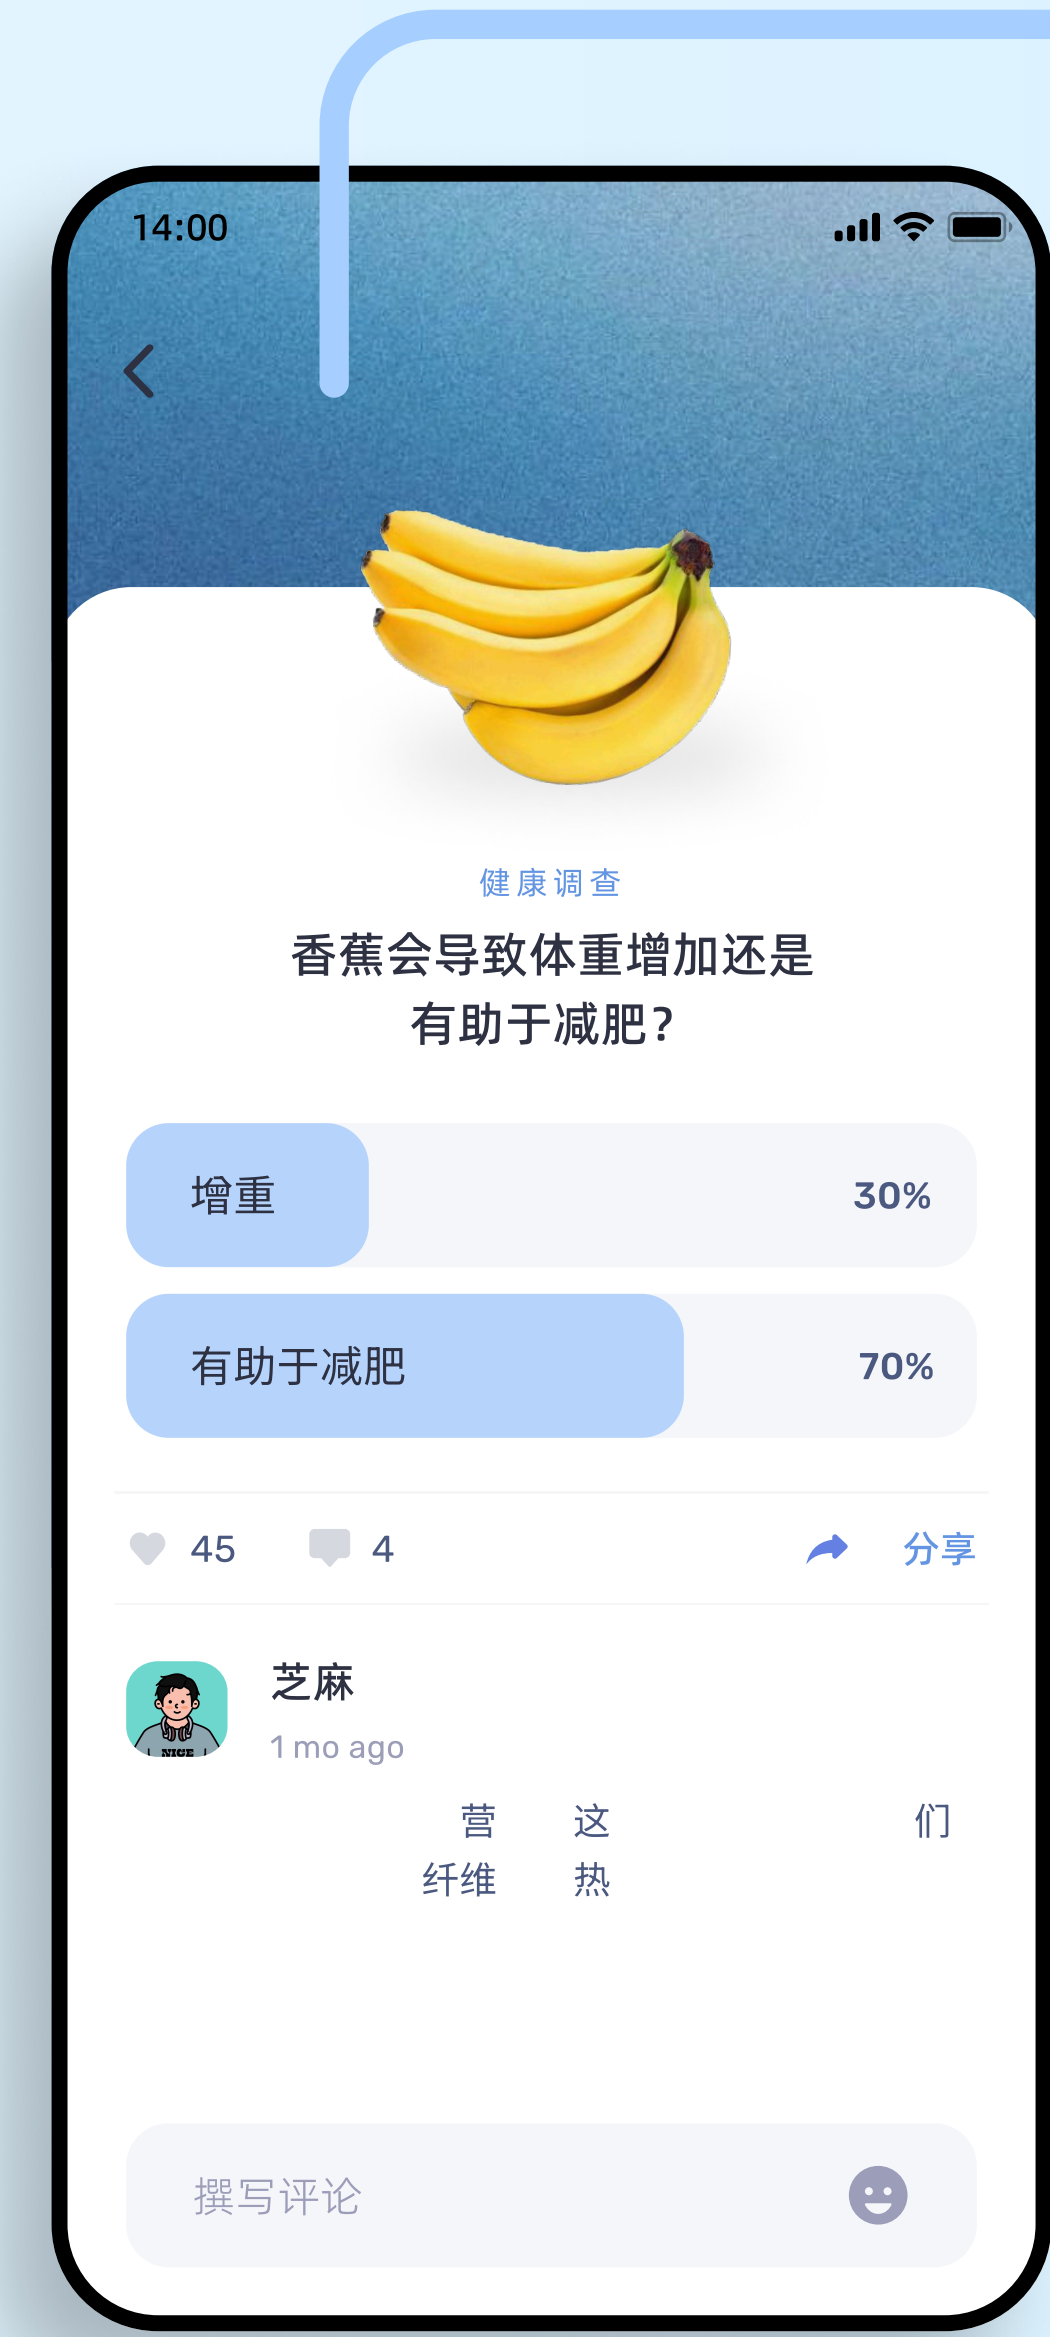 14:00
健康调查
香蕉会导致体重增加还是
有助于减肥?
增重 30%
有助于减肥 70%
45 4 分享
芝麻
1 mo ago
营 这 们
纤维 热
撰写评论
NICE